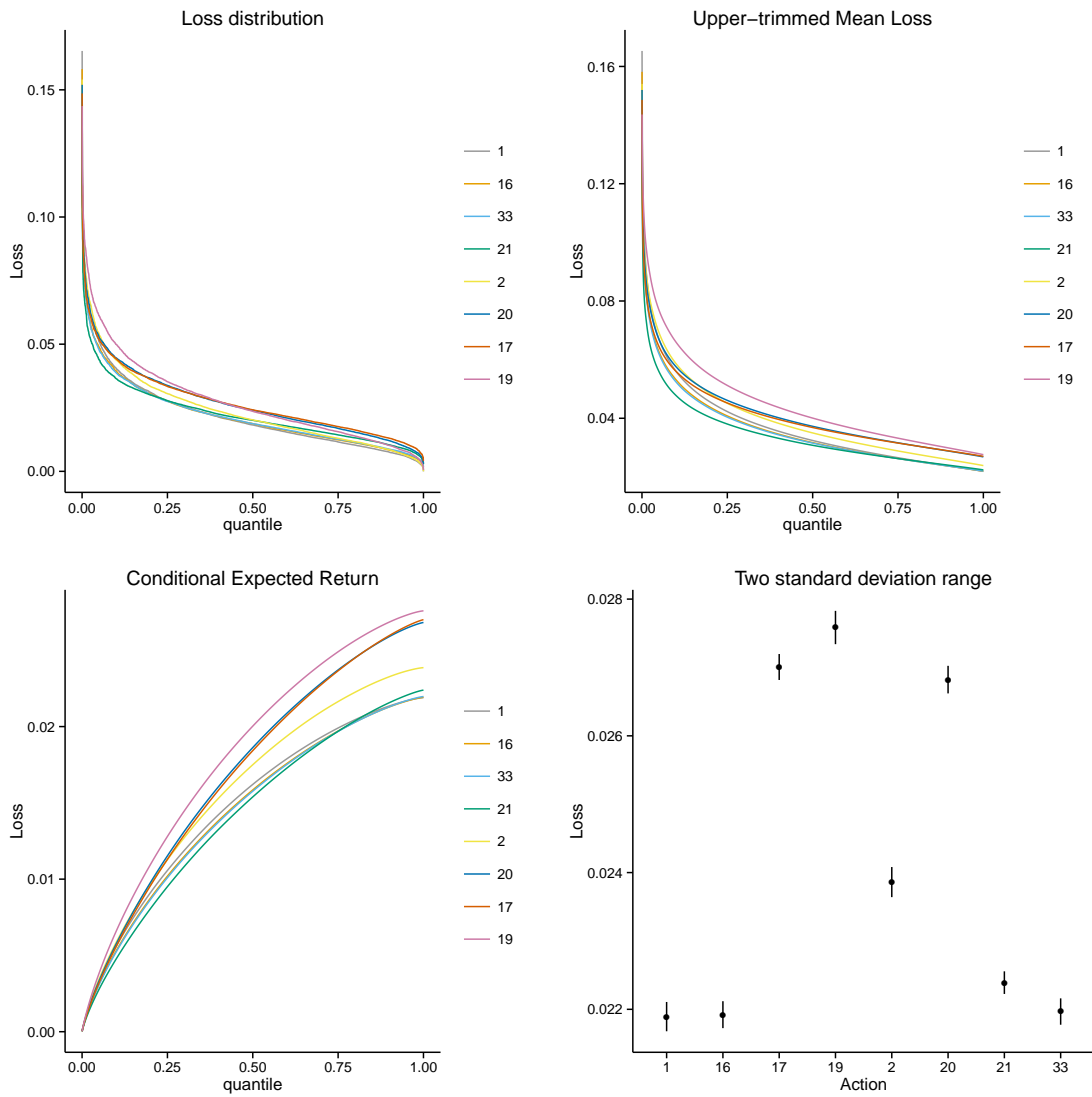 Loss distribution
Loss
0.15
0.10
0.05
0.00
0.00 0.25 0.50 0.75 1.00
quantile
1
16
33
21
2
20
17
19
Upper−trimmed Mean Loss
Loss
0.16
0.12
0.08
0.04
0.00 0.25 0.50 0.75 1.00
quantile
1
16
33
21
2
20
17
19
Conditional Expected Return
Loss
0.02
0.01
0.00
0.00 0.25 0.50 0.75 1.00
quantile
1
16
33
21
2
20
17
19
Two standard deviation range
Loss
0.028
0.026
0.024
0.022
1 16 17 19 2 20 21 33
Action